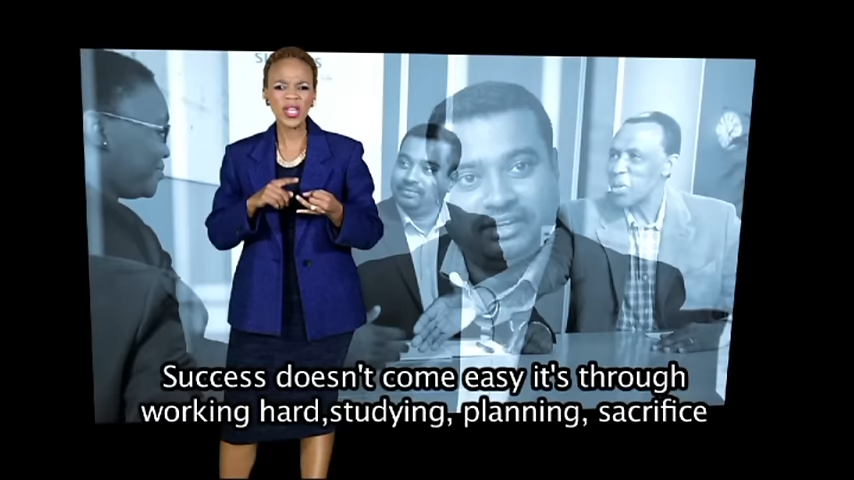 Success doesn't come easy it's through
working hard,studying, planning, sacrifice